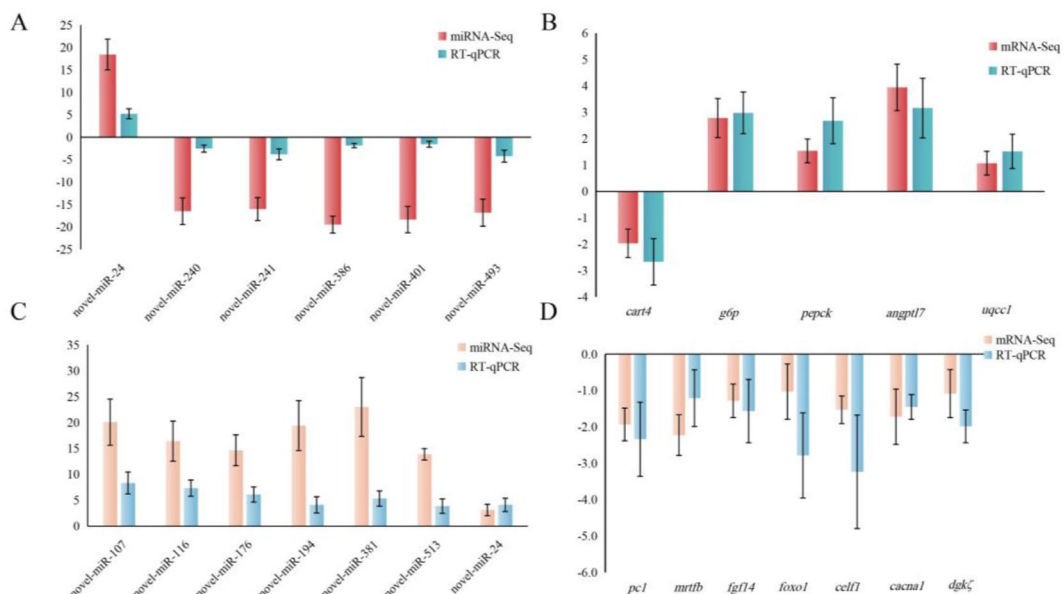 A
25
20
15
10
5
0
-5
-10
-15
-20
-25
miRNA-Seq
RT-qPCR
novel-miR-24
novel-miR-240
novel-miR-241
novel-miR-386
novel-miR-401
novel-miR-493
B
6
5
4
3
2
1
0
-1
-2
-3
-4
mRNA-Seq
RT-qPCR
cart4
g6p
pepck
angptl7
uqcc1
C
35
30
25
20
15
10
5
0
miRNA-Seq
RT-qPCR
novel-miR-107
novel-miR-116
novel-miR-176
novel-miR-194
novel-miR-381
novel-miR-513
novel-miR-24
D
0.0
-1.0
-2.0
-3.0
-4.0
-5.0
-6.0
mRNA-Seq
RT-qPCR
pc1
mrtfb
fgf14
foxo1
celf1
cacna1
dgkζ